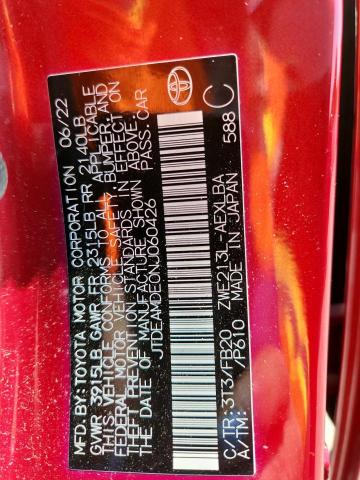 MFD. BY: TOYOTA MOTOR CORPORATION 06/22
GVWR 3915LB GAWR FR 2315LB RR 2140LB
THIS VEHICLE CONFORMS TO ALL APPLICABLE
FEDERAL MOTOR VEHICLE SAFETY, BUMPER, AND
THEFT PREVENTION STANDARDS IN EFFECT ON
THE DATE OF MANUFACTURE SHOWN ABOVE.
JTDEAMDE0NJ060426 PASS. CAR
C/TR: 3T3/FB20 ZWE213L-AEXLBA
A/TM: /P610 MADE IN JAPAN 588 C